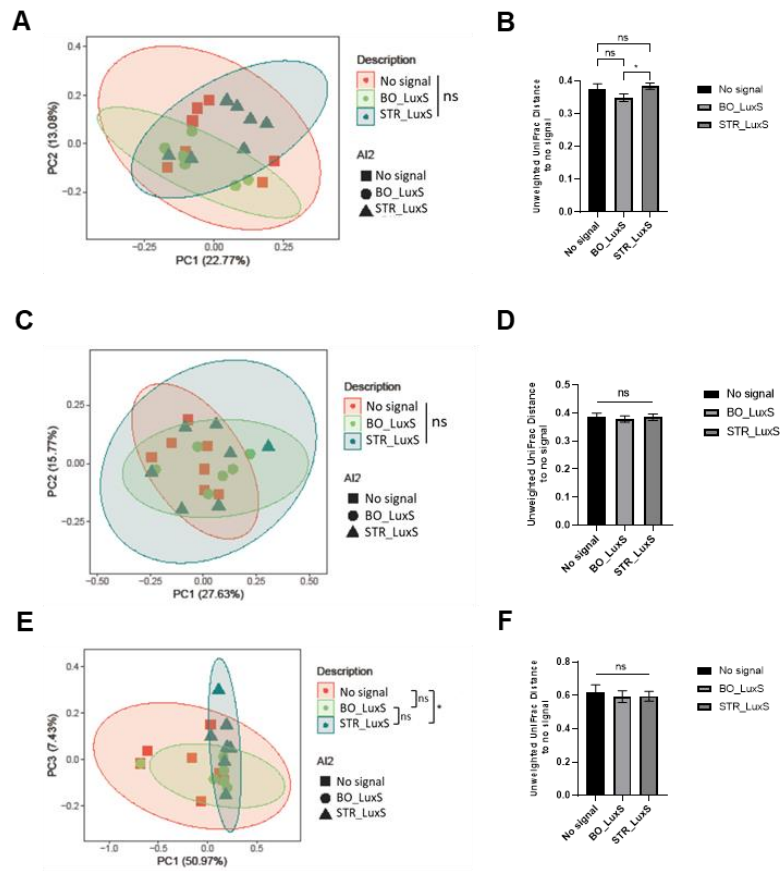 A
0.4
0.2
0.0
−0.2
PC2 (13.08%)
−0.25
0.00
0.25
PC1 (22.77%)
Description
No signal
BO_LuxS
STR_LuxS
ns
AI2
No signal
BO_LuxS
STR_LuxS
B
ns
ns
*
0.4
0.3
0.2
0.1
0.0
Unweighted UniFrac Distance
to no signal
No signal
BO_LuxS
STR_LuxS
No signal
BO_LuxS
STR_LuxS
C
0.25
0.00
−0.25
PC2 (15.77%)
−0.50
−0.25
0.00
0.25
0.50
PC1 (27.63%)
Description
No signal
BO_LuxS
STR_LuxS
ns
AI2
No signal
BO_LuxS
STR_LuxS
D
ns
0.5
0.4
0.3
0.2
0.1
0.0
Unweighted UniFrac Distance
to no signal
No signal
BO_LuxS
STR_LuxS
No signal
BO_LuxS
STR_LuxS
E
0.4
0.2
0.0
−0.2
PC3 (7.43%)
−1.0
−0.5
0.0
0.5
PC1 (50.97%)
Description
No signal
BO_LuxS
STR_LuxS
ns
ns
*
AI2
No signal
BO_LuxS
STR_LuxS
F
ns
0.8
0.6
0.4
0.2
0.0
Unweighted UniFrac Distance
to no signal
No signal
BO_LuxS
STR_LuxS
No signal
BO_LuxS
STR_LuxS